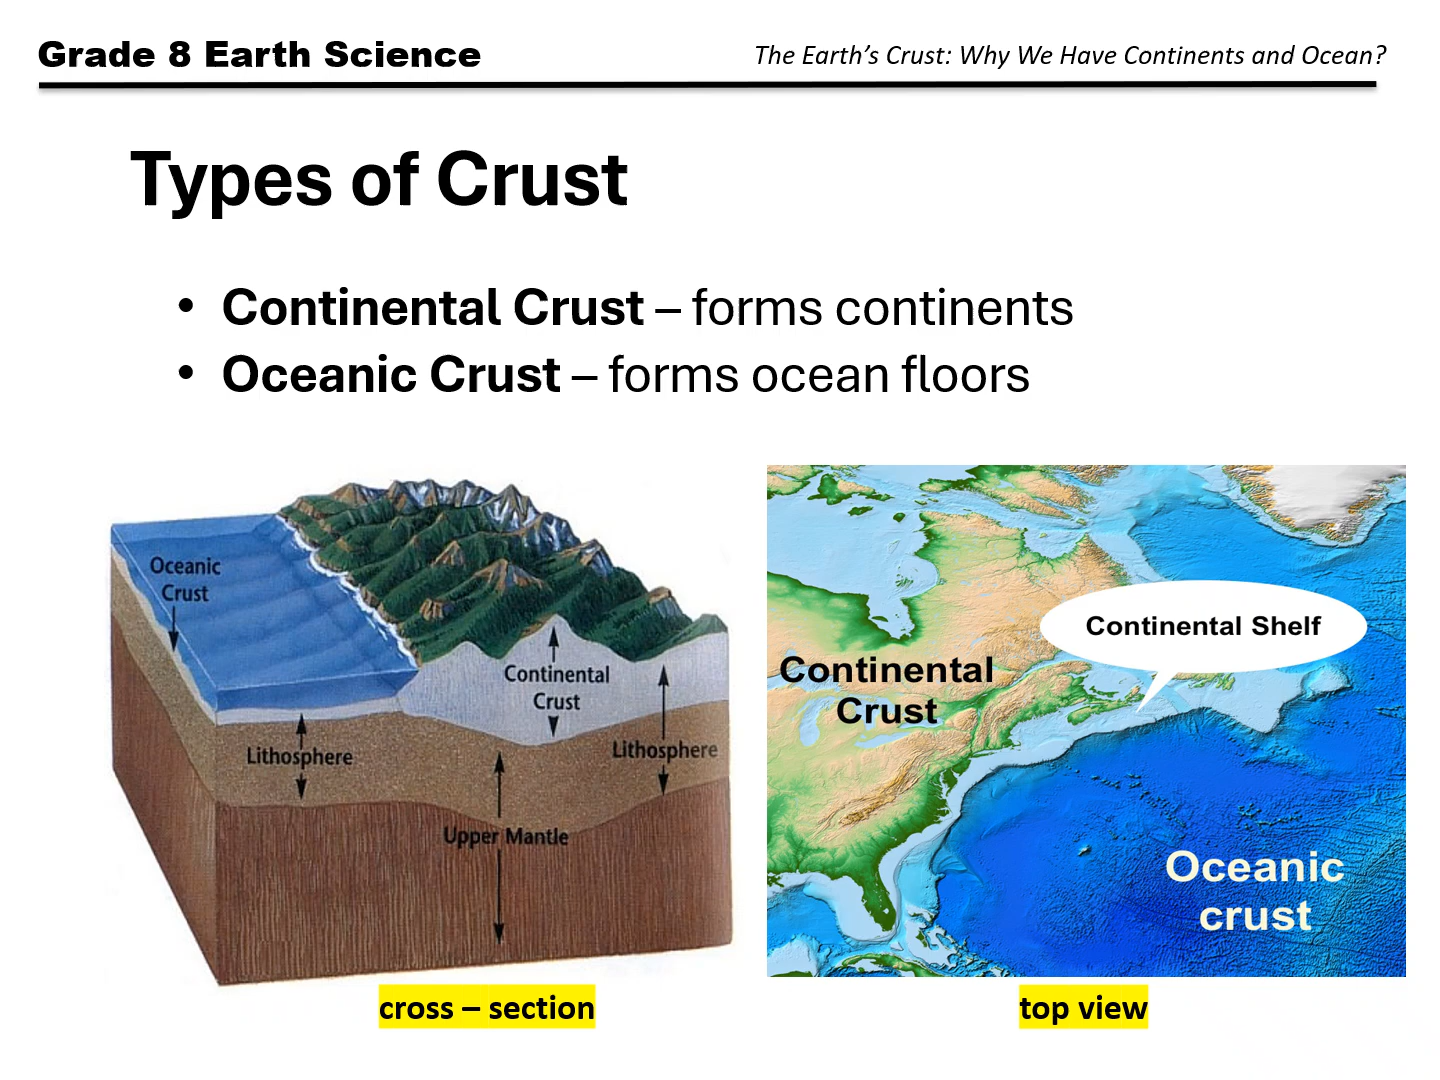 Grade 8 Earth Science
The Earth's Crust: Why We Have Continents and Ocean?
Types of Crust
• Continental Crust – forms continents
• Oceanic Crust – forms ocean floors
Oceanic
Crust
Continental
Crust
Lithosphere
Lithosphere
Upper Mantle
cross – section
Continental Shelf
Continental
Crust
Oceanic
crust
top view